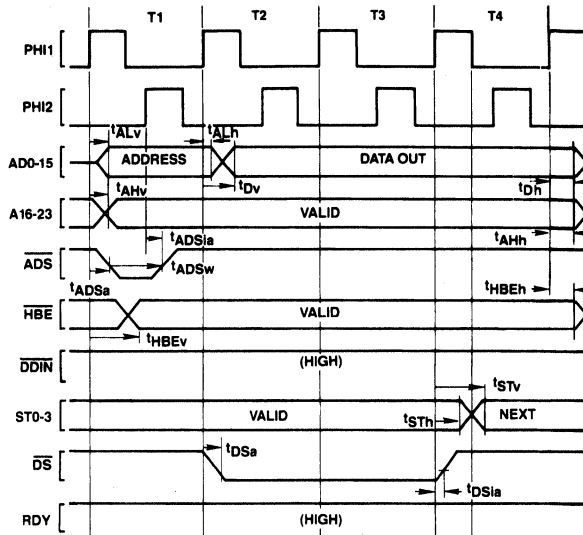 T1 T2 T3 T4
PHI1
PHI2
tALv tALh
AD0-15 ADDRESS DATA OUT
tAHv tDv tDh
A16-23 VALID
tADSia tAHh
ADS tADSw
tADSa tHBEh
HBE VALID
tHBEv
DDIN (HIGH)
tSTv
ST0-3 VALID tSTh NEXT
DS tDSa
tDSia
RDY (HIGH)